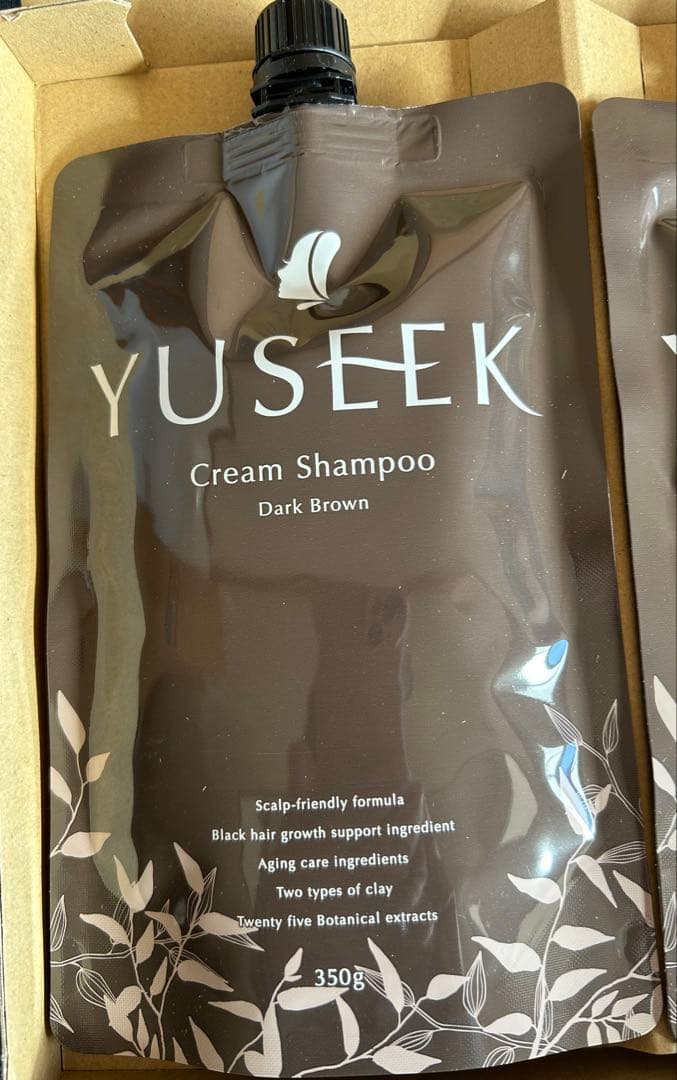 YUSEEK
Cream Shampoo
Dark Brown
Scalp-friendly formula
Black hair growth support ingredient
Aging care ingredients
Two types of clay
Twenty five Botanical extracts
350g